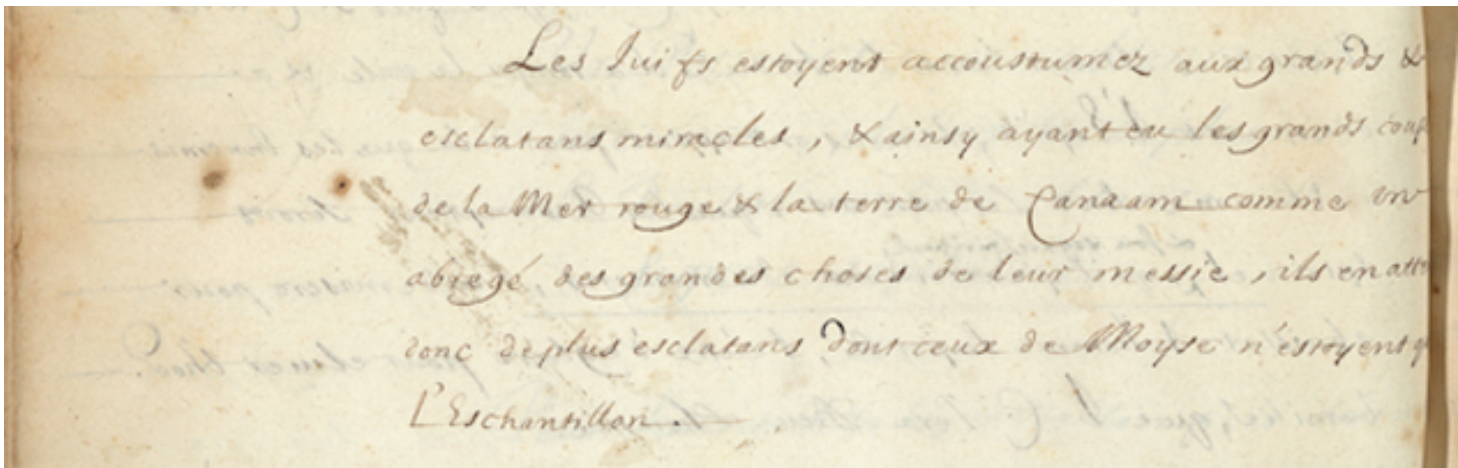 Les Juifs estoyent accoustumez aux grands &
esclatans miracles, & ainsy ayant eu les grands coup
de la Mer rouge & la terre de Canaam comme un
abregé des grandes choses de leur messie, ils en atte
donc de plus esclatans dont ceux de Moyse n'estoyent q
L'Eschantillon.